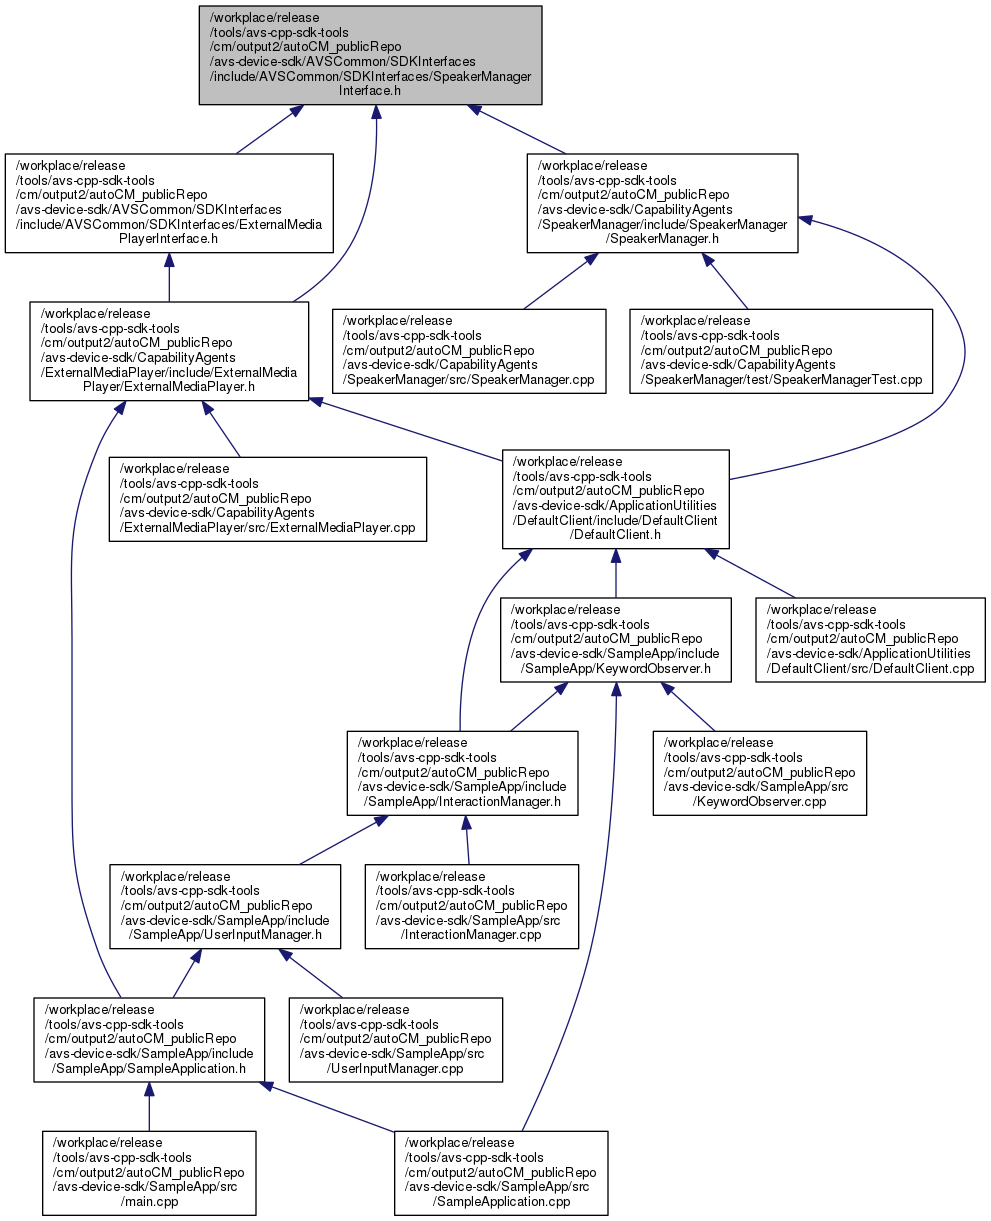 /workplace/release
/tools/avs-cpp-sdk-tools
/cm/output2/autoCM_publicRepo
/avs-device-sdk/AVSCommon/SDKInterfaces
/include/AVSCommon/SDKInterfaces/SpeakerManager
Interface.h
/workplace/release
/tools/avs-cpp-sdk-tools
/cm/output2/autoCM_publicRepo
/avs-device-sdk/AVSCommon/SDKInterfaces
/include/AVSCommon/SDKInterfaces/ExternalMedia
PlayerInterface.h
/workplace/release
/tools/avs-cpp-sdk-tools
/cm/output2/autoCM_publicRepo
/avs-device-sdk/CapabilityAgents
/SpeakerManager/include/SpeakerManager
/SpeakerManager.h
/workplace/release
/tools/avs-cpp-sdk-tools
/cm/output2/autoCM_publicRepo
/avs-device-sdk/CapabilityAgents
/ExternalMediaPlayer/include/ExternalMedia
Player/ExternalMediaPlayer.h
/workplace/release
/tools/avs-cpp-sdk-tools
/cm/output2/autoCM_publicRepo
/avs-device-sdk/CapabilityAgents
/SpeakerManager/src/SpeakerManager.cpp
/workplace/release
/tools/avs-cpp-sdk-tools
/cm/output2/autoCM_publicRepo
/avs-device-sdk/CapabilityAgents
/SpeakerManager/test/SpeakerManagerTest.cpp
/workplace/release
/tools/avs-cpp-sdk-tools
/cm/output2/autoCM_publicRepo
/avs-device-sdk/CapabilityAgents
/ExternalMediaPlayer/src/ExternalMediaPlayer.cpp
/workplace/release
/tools/avs-cpp-sdk-tools
/cm/output2/autoCM_publicRepo
/avs-device-sdk/ApplicationUtilities
/DefaultClient/include/DefaultClient
/DefaultClient.h
/workplace/release
/tools/avs-cpp-sdk-tools
/cm/output2/autoCM_publicRepo
/avs-device-sdk/SampleApp/include
/SampleApp/KeywordObserver.h
/workplace/release
/tools/avs-cpp-sdk-tools
/cm/output2/autoCM_publicRepo
/avs-device-sdk/ApplicationUtilities
/DefaultClient/src/DefaultClient.cpp
/workplace/release
/tools/avs-cpp-sdk-tools
/cm/output2/autoCM_publicRepo
/avs-device-sdk/SampleApp/include
/SampleApp/InteractionManager.h
/workplace/release
/tools/avs-cpp-sdk-tools
/cm/output2/autoCM_publicRepo
/avs-device-sdk/SampleApp/src
/KeywordObserver.cpp
/workplace/release
/tools/avs-cpp-sdk-tools
/cm/output2/autoCM_publicRepo
/avs-device-sdk/SampleApp/include
/SampleApp/UserInputManager.h
/workplace/release
/tools/avs-cpp-sdk-tools
/cm/output2/autoCM_publicRepo
/avs-device-sdk/SampleApp/src
/InteractionManager.cpp
/workplace/release
/tools/avs-cpp-sdk-tools
/cm/output2/autoCM_publicRepo
/avs-device-sdk/SampleApp/include
/SampleApp/SampleApplication.h
/workplace/release
/tools/avs-cpp-sdk-tools
/cm/output2/autoCM_publicRepo
/avs-device-sdk/SampleApp/src
/UserInputManager.cpp
/workplace/release
/tools/avs-cpp-sdk-tools
/cm/output2/autoCM_publicRepo
/avs-device-sdk/SampleApp/src
/main.cpp
/workplace/release
/tools/avs-cpp-sdk-tools
/cm/output2/autoCM_publicRepo
/avs-device-sdk/SampleApp/src
/SampleApplication.cpp